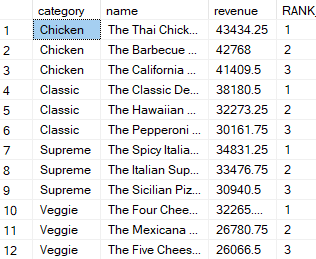 category name revenue RANK_
1 Chicken The Thai Chick... 43434.25 1
2 Chicken The Barbecue ... 42768 2
3 Chicken The California ... 41409.5 3
4 Classic The Classic De... 38180.5 1
5 Classic The Hawaiian ... 32273.25 2
6 Classic The Pepperoni ... 30161.75 3
7 Supreme The Spicy Italia... 34831.25 1
8 Supreme The Italian Sup... 33476.75 2
9 Supreme The Sicilian Piz... 30940.5 3
10 Veggie The Four Chee... 32265.... 1
11 Veggie The Mexicana ... 26780.75 2
12 Veggie The Five Chees... 26066.5 3